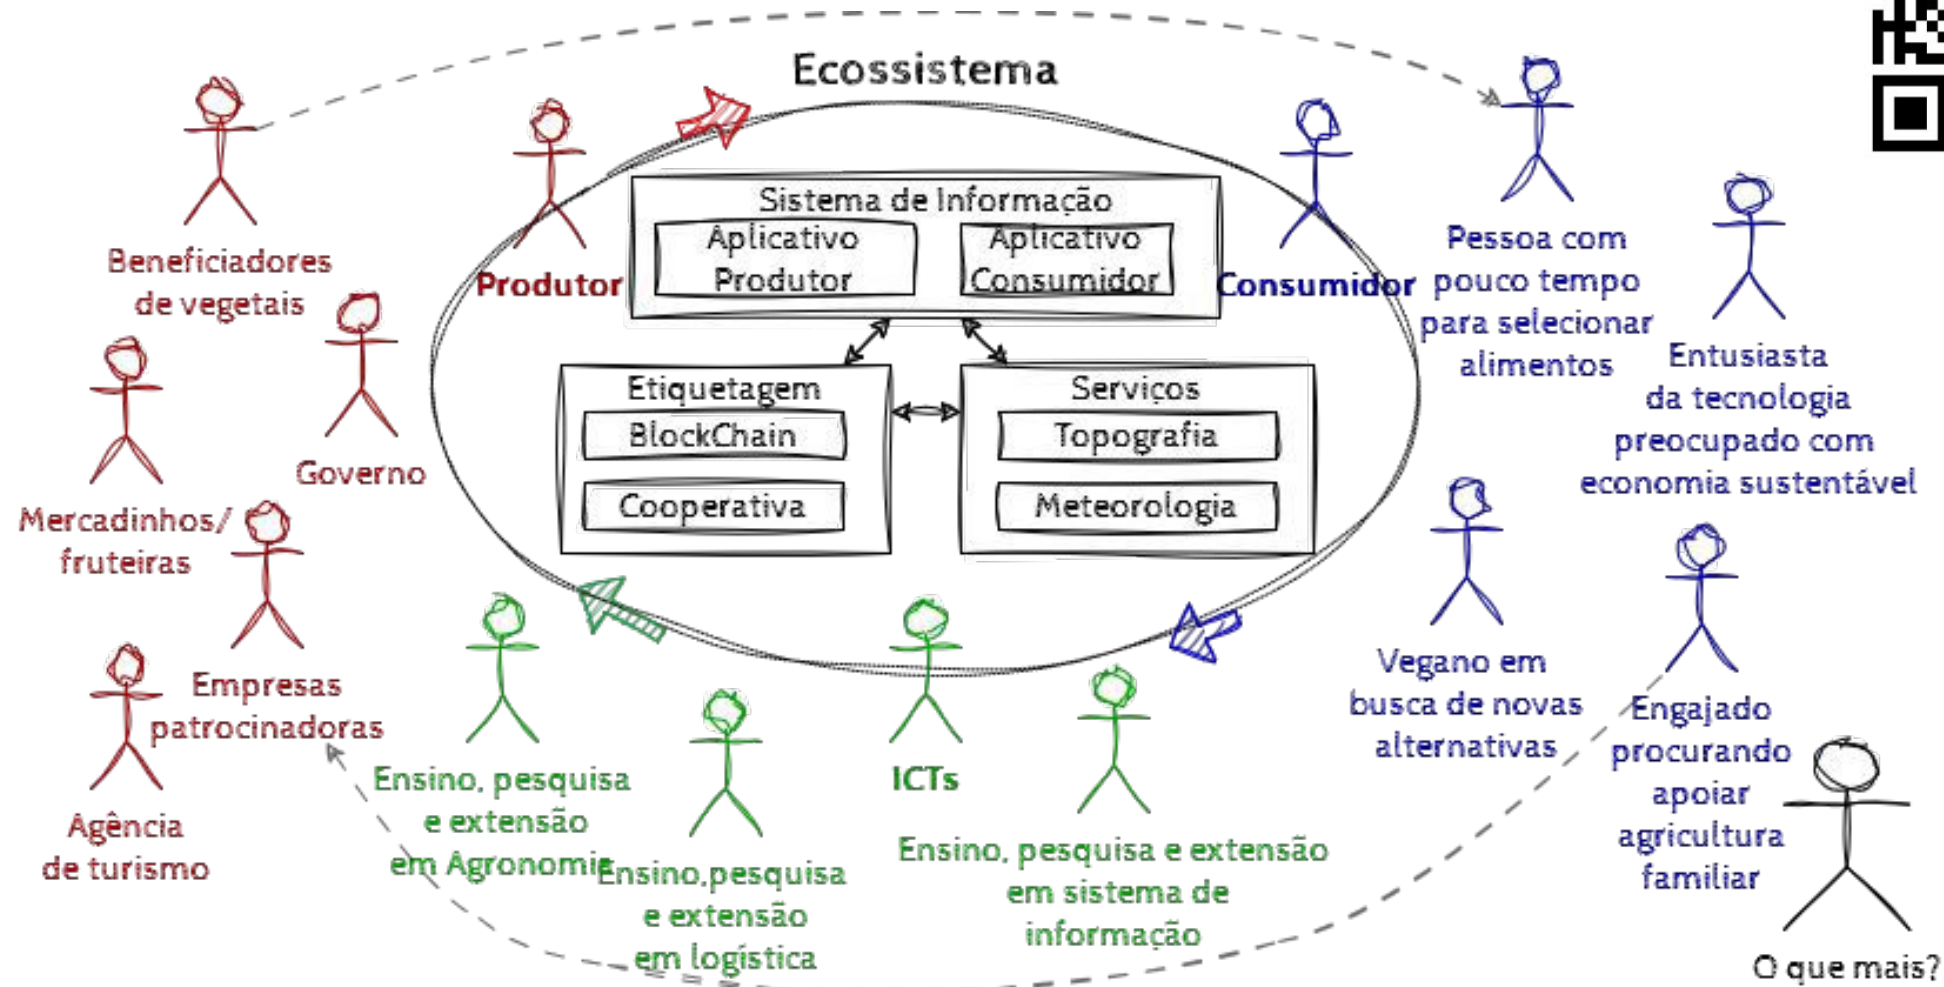 Ecossistema
Sistema de Informação
Aplicativo
Produtor
Aplicativo
Consumidor
Produtor
Consumidor
Etiquetagem
BlockChain
Cooperativa
Serviços
Topografia
Meteorologia
Beneficiadores
de vegetais
Governo
Mercadinhos/
fruteiras
Empresas
patrocinadoras
Agência
de turismo
Ensino, pesquisa
e extensão
em Agronomia
Ensino,pesquisa
e extensão
em logística
ICTs
Ensino, pesquisa e extensão
em sistema de
informação
Pessoa com
pouco tempo
para selecionar
alimentos
Entusiasta
da tecnologia
preocupado com
economia sustentável
Vegano em
busca de novas
alternativas
Engajado
procurando
apoiar
agricultura
familiar
O que mais?